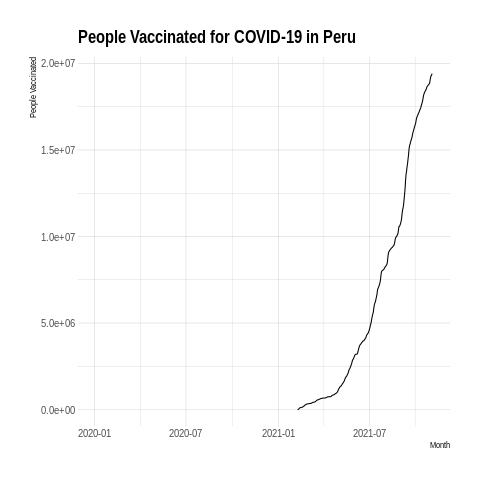 People Vaccinated for COVID-19 in Peru
People Vaccinated
2.0e+07
1.5e+07
1.0e+07
5.0e+06
0.0e+00
2020-01 2020-07 2021-01 2021-07
Month